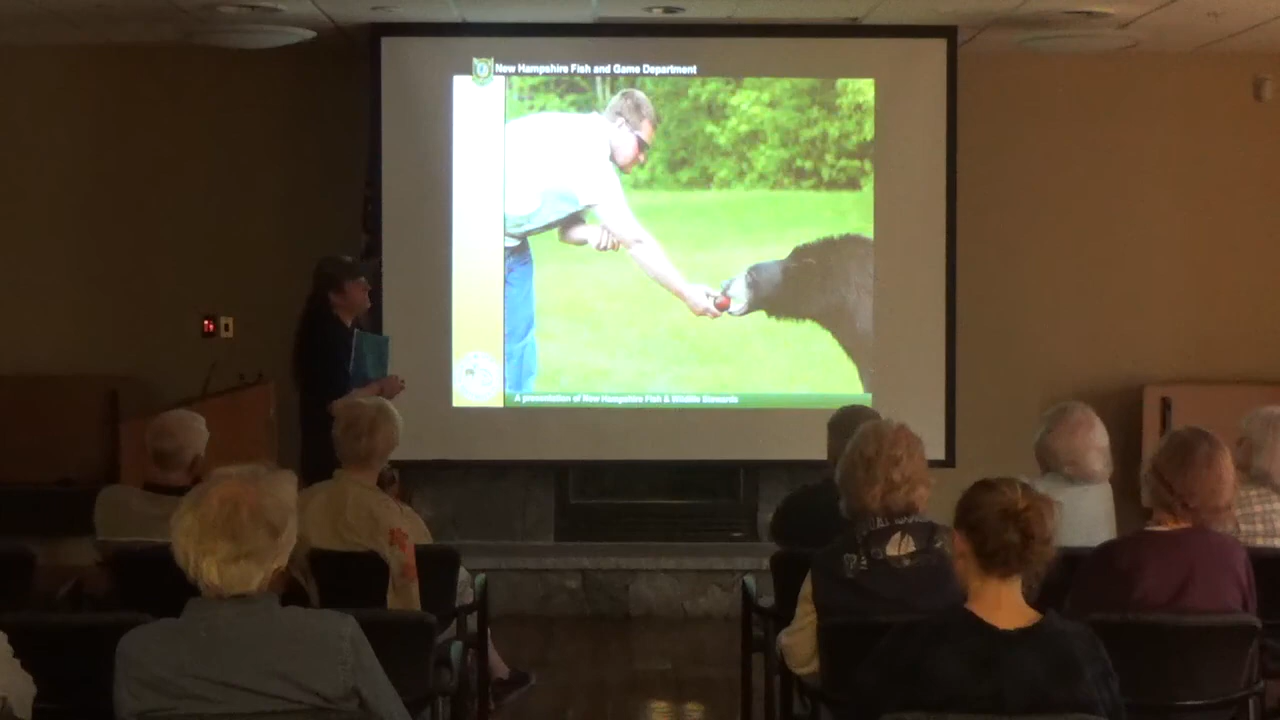 New Hampshire Fish and Game Department
A presentation of New Hampshire Fish & Wildlife Stewards